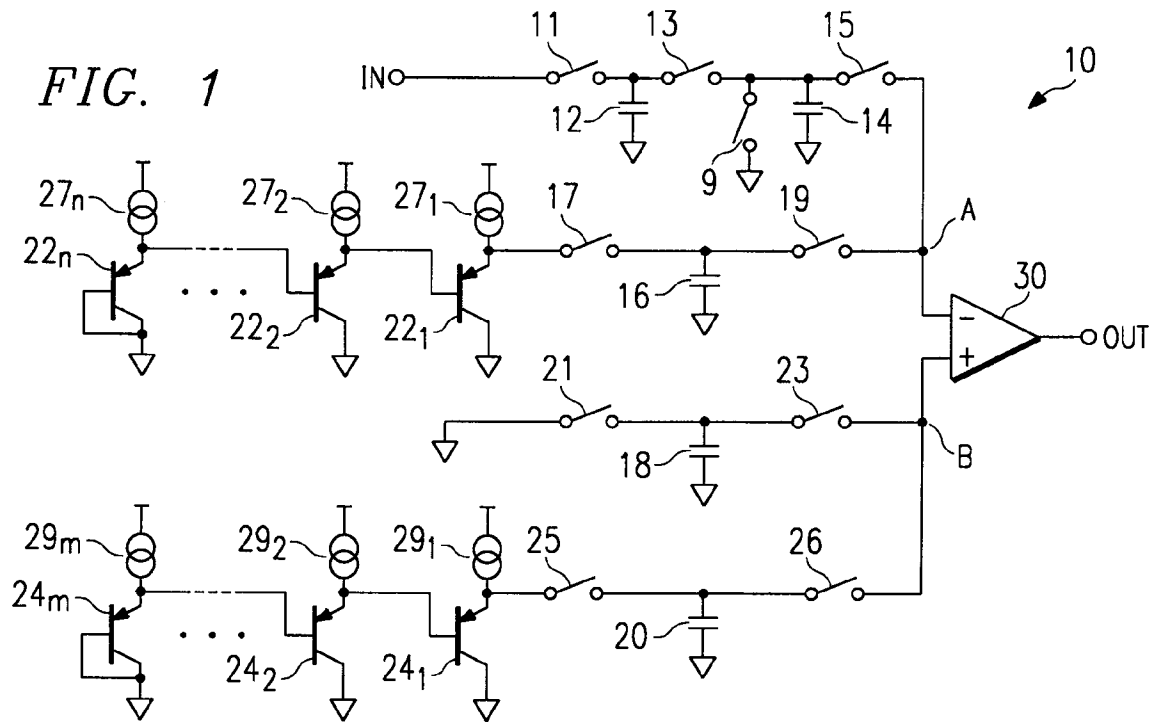 FIG. 1
IN
11
13
15
10
12
9
14
27n
27₂
27₁
17
19
A
22n
22₂
22₁
. . .
16
30
−
+
OUT
21
23
18
B
29m
29₂
29₁
25
26
24m
24₂
24₁
. . .
20